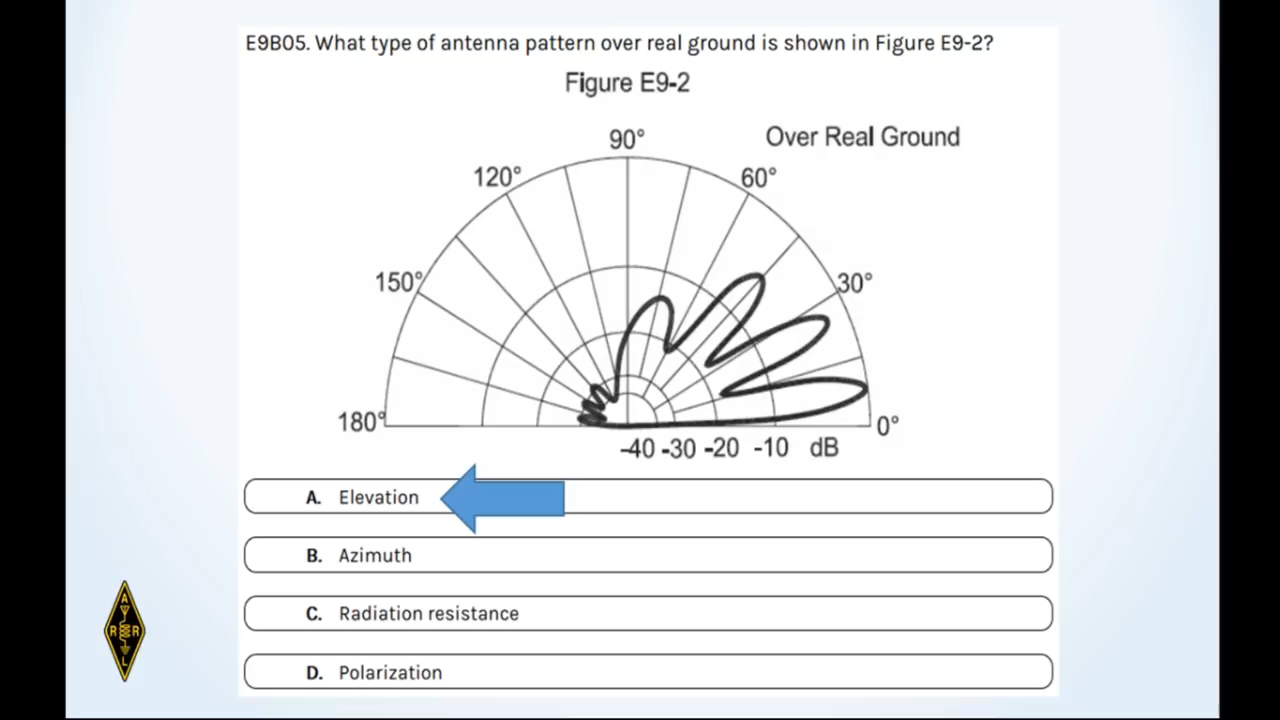 E9B05. What type of antenna pattern over real ground is shown in Figure E9-2?
Figure E9-2
Over Real Ground
90°
120°
60°
150°
30°
180°
0°
-40 -30 -20 -10 dB
A. Elevation
B. Azimuth
C. Radiation resistance
D. Polarization
A
R R
L